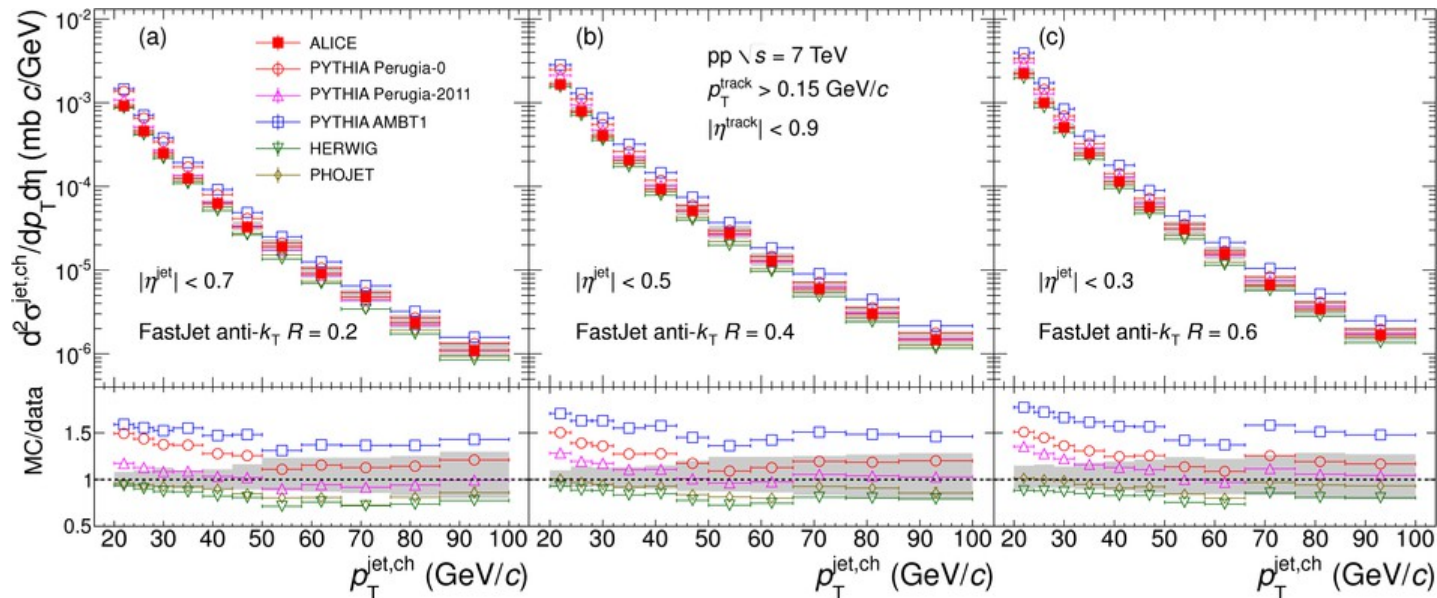 d²σ^jet,ch/dp_Tdη (mb c/GeV)
10⁻²
10⁻³
10⁻⁴
10⁻⁵
10⁻⁶
(a)
ALICE
PYTHIA Perugia-0
PYTHIA Perugia-2011
PYTHIA AMBT1
HERWIG
PHOJET
|η^jet| < 0.7
FastJet anti-k_T R = 0.2
(b)
pp √s = 7 TeV
p_T^track > 0.15 GeV/c
|η^track| < 0.9
|η^jet| < 0.5
FastJet anti-k_T R = 0.4
(c)
|η^jet| < 0.3
FastJet anti-k_T R = 0.6
MC/data
1.5
1
0.5
20 30 40 50 60 70 80 90 100
20 30 40 50 60 70 80 90 100
20 30 40 50 60 70 80 90 100
p_T^jet,ch (GeV/c)
p_T^jet,ch (GeV/c)
p_T^jet,ch (GeV/c)